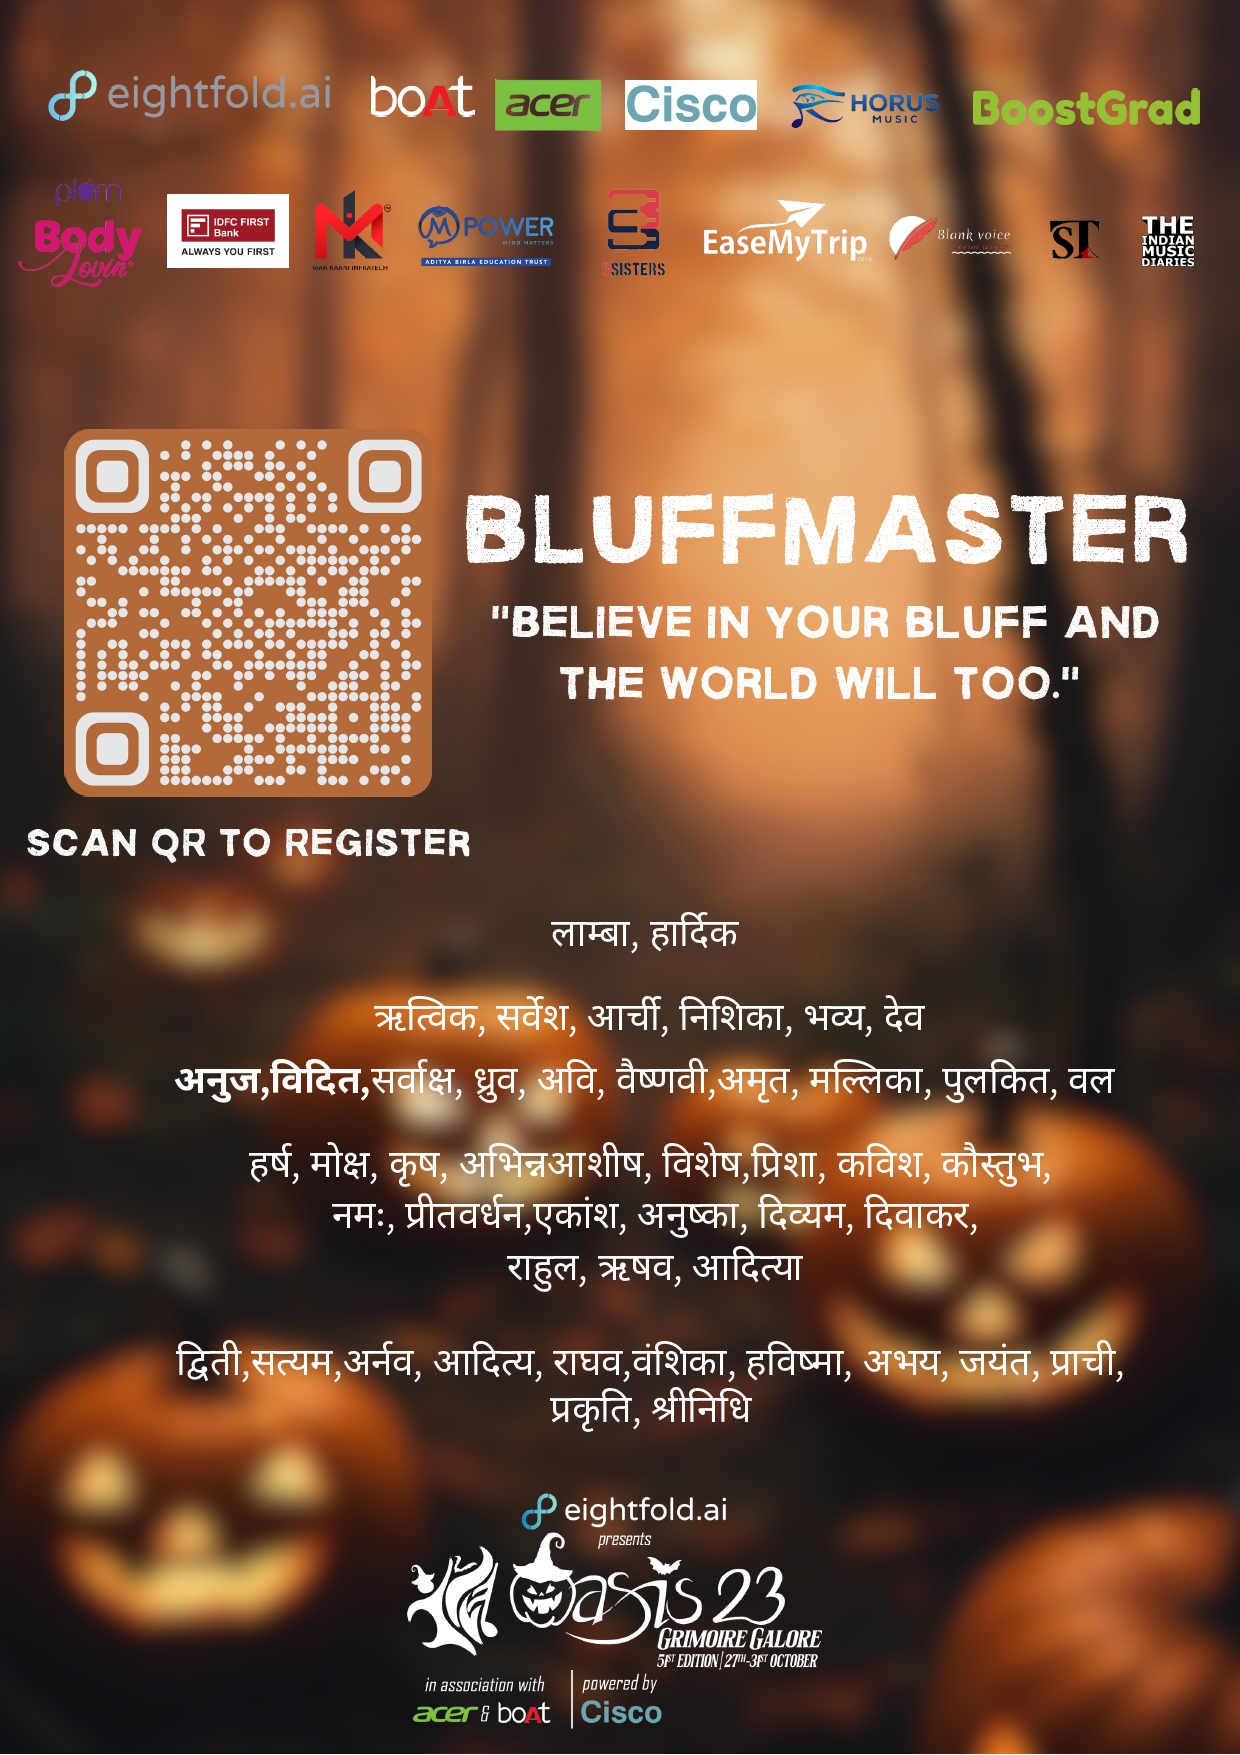 eightfold.ai boAt acer Cisco HORUS MUSIC BoostGrad
plum
Body Lovin'
IDFC FIRST Bank
ALWAYS YOU FIRST
MAA KARNI INFRATECH
MPOWER
MIND MATTERS
ADITYA BIRLA EDUCATION TRUST
3SISTERS
EaseMyTrip .com
Blank voice
ST
THE INDIAN MUSIC DIARIES
BLUFFMASTER
"BELIEVE IN YOUR BLUFF AND
THE WORLD WILL TOO."
SCAN QR TO REGISTER
लाम्बा, हार्दिक
ऋत्विक, सर्वेश, आर्ची, निशिका, भव्य, देव
अनुज,विदित,सर्वाक्ष, ध्रुव, अवि, वैष्णवी,अमृत, मल्लिका, पुलकित, वल
हर्ष, मोक्ष, कृष, अभिन्नआशीष, विशेष,प्रिशा, कविश, कौस्तुभ,
नमः, प्रीतवर्धन,एकांश, अनुष्का, दिव्यम, दिवाकर,
राहुल, ऋषव, आदित्या
द्विती,सत्यम,अर्नव, आदित्य, राघव,वंशिका, हविष्मा, अभय, जयंत, प्राची,
प्रकृति, श्रीनिधि
eightfold.ai
presents
Oasis 23
GRIMOIRE GALORE
51ST EDITION | 27TH-31ST OCTOBER
in association with
acer & boAt
powered by
Cisco